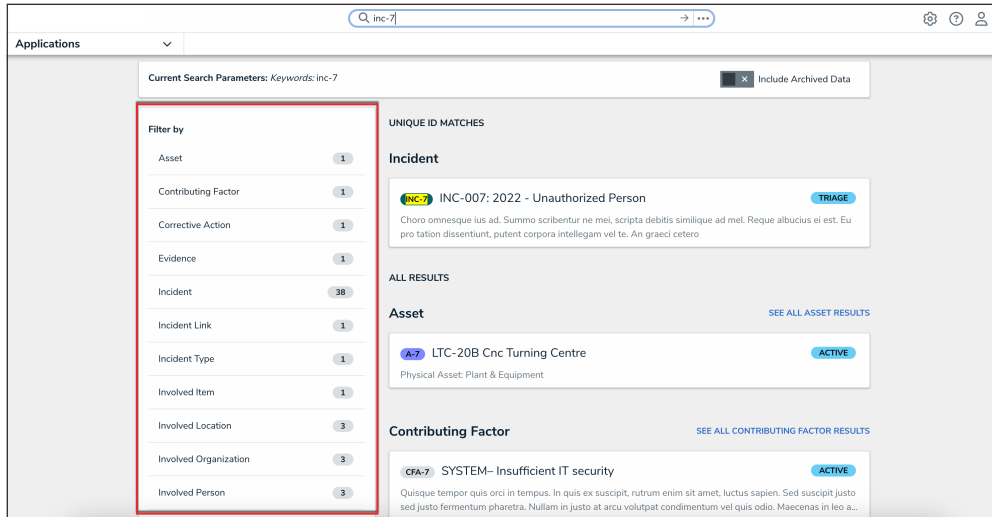 inc-7
Applications
Current Search Parameters: Keywords: inc-7
Include Archived Data
Filter by
Asset 1
Contributing Factor 1
Corrective Action 1
Evidence 1
Incident 38
Incident Link 1
Incident Type 1
Involved Item 1
Involved Location 3
Involved Organization 3
Involved Person 3
UNIQUE ID MATCHES
Incident
INC-7 INC-007: 2022 - Unauthorized Person TRIAGE
Choro omnesque ius ad. Summo scribentur ne mei, scripta debitis similique ad mel. Reque albucius ei est. Eu
pro tation dissentiunt, putent corpora intellegam vel te. An graeci cetero
ALL RESULTS
Asset SEE ALL ASSET RESULTS
A-7 LTC-20B Cnc Turning Centre ACTIVE
Physical Asset: Plant & Equipment
Contributing Factor SEE ALL CONTRIBUTING FACTOR RESULTS
CFA-7 SYSTEM– Insufficient IT security ACTIVE
Quisque tempor quis orci in tempus. In quis ex suscipit, rutrum enim sit amet, luctus sapien. Sed suscipit justo
sed justo fermentum pharetra. Nullam in justo at arcu volutpat condimentum vel quis odio. Maecenas in leo a...